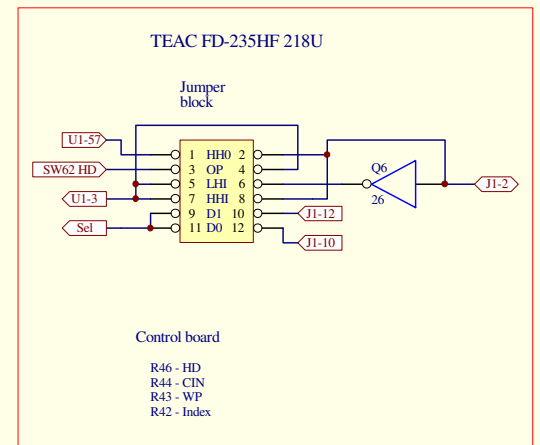 TEAC FD-235HF 218U
Jumper
block
U1-57 1 HH0 2
SW62 HD 3 OP 4 Q6
U1-3 5 LHI 6 J1-2
7 HHI 8 26
9 D1 10 J1-12
Sel 11 D0 12
J1-10
Control board
R46 - HD
R44 - CIN
R43 - WP
R42 - Index